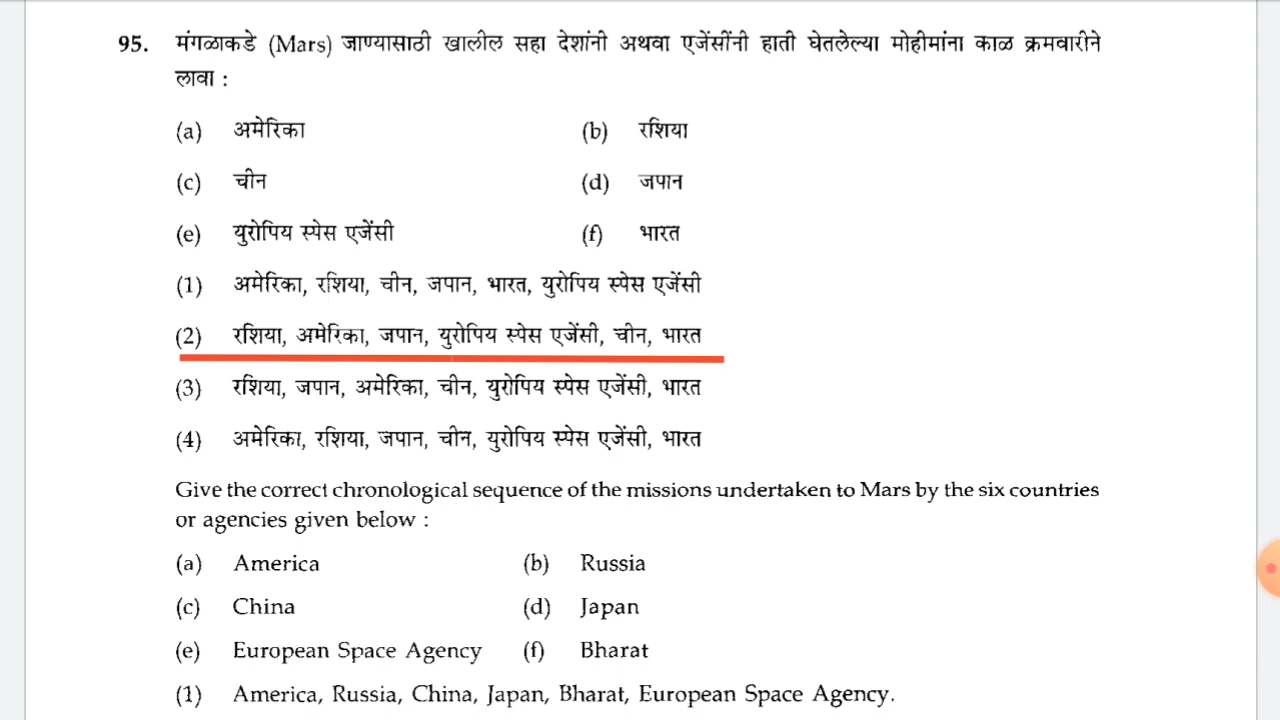 95. मंगळाकडे (Mars) जाण्यासाठी खालील सहा देशांनी अथवा एजेंसींनी हाती घेतलेल्या मोहीमांना काळ क्रमवारीने
लावा :
(a) अमेरिका (b) रशिया
(c) चीन (d) जपान
(e) युरोपिय स्पेस एजेंसी (f) भारत
(1) अमेरिका, रशिया, चीन, जपान, भारत, युरोपिय स्पेस एजेंसी
(2) रशिया, अमेरिका, जपान, युरोपिय स्पेस एजेंसी, चीन, भारत
(3) रशिया, जपान, अमेरिका, चीन, युरोपिय स्पेस एजेंसी, भारत
(4) अमेरिका, रशिया, जपान, चीन, युरोपिय स्पेस एजेंसी, भारत
Give the correct chronological sequence of the missions undertaken to Mars by the six countries
or agencies given below :
(a) America (b) Russia
(c) China (d) Japan
(e) European Space Agency (f) Bharat
(1) America, Russia, China, Japan, Bharat, European Space Agency.